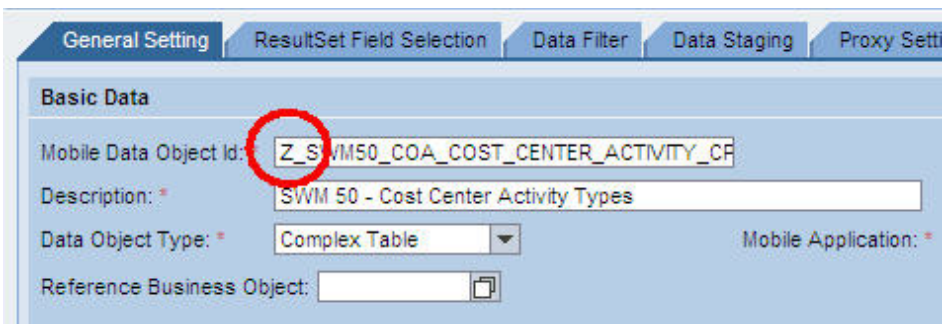 General Setting ResultSet Field Selection Data Filter Data Staging Proxy Setti
Basic Data
Mobile Data Object Id: * Z_SWM50_COA_COST_CENTER_ACTIVITY_CF
Description: * SWM 50 - Cost Center Activity Types
Data Object Type: * Complex Table Mobile Application: *
Reference Business Object: